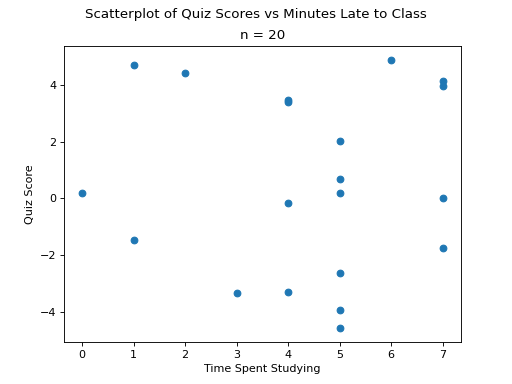 Scatterplot of Quiz Scores vs Minutes Late to Class
n = 20
4
2
0
−2
−4
Quiz Score
0 1 2 3 4 5 6 7
Time Spent Studying